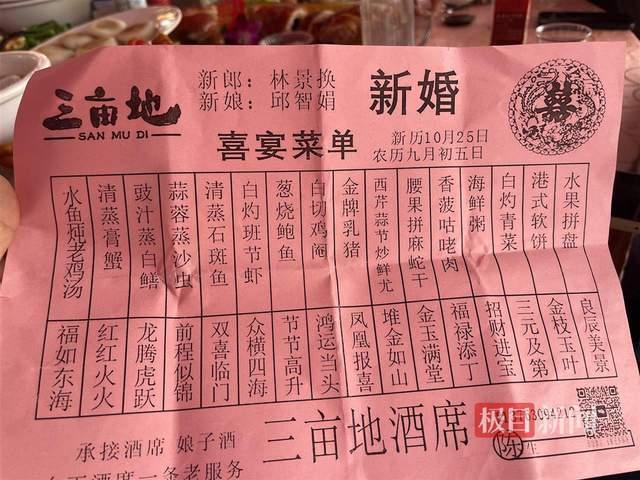 三亩地
SAN MU DI
新郎：林景换
新娘：邱智娟
新婚
囍
喜宴菜单
新历10月25日
农历九月初五日
水鱼炖老鸡汤
清蒸膏蟹
豉汁蒸白鳝
蒜蓉蒸沙虫
清蒸石斑鱼
白灼斑节虾
葱烧鲍鱼
白切鸡阉
金牌乳猪
西芹蒜节炒鲜尤
腰果拼麻蛇干
香菠咕咾肉
海鲜粥
白灼青菜
港式软饼
水果拼盘
福如东海
红红火火
龙腾虎跃
前程似锦
双喜临门
众横四海
节节高升
鸿运当头
凤凰报喜
堆金如山
金玉满堂
福禄添丁
招财进宝
三元及第
金枝玉叶
良辰美景
承接酒席 娘子酒
三亩地酒席
陈生
极目新闻
一条老服务